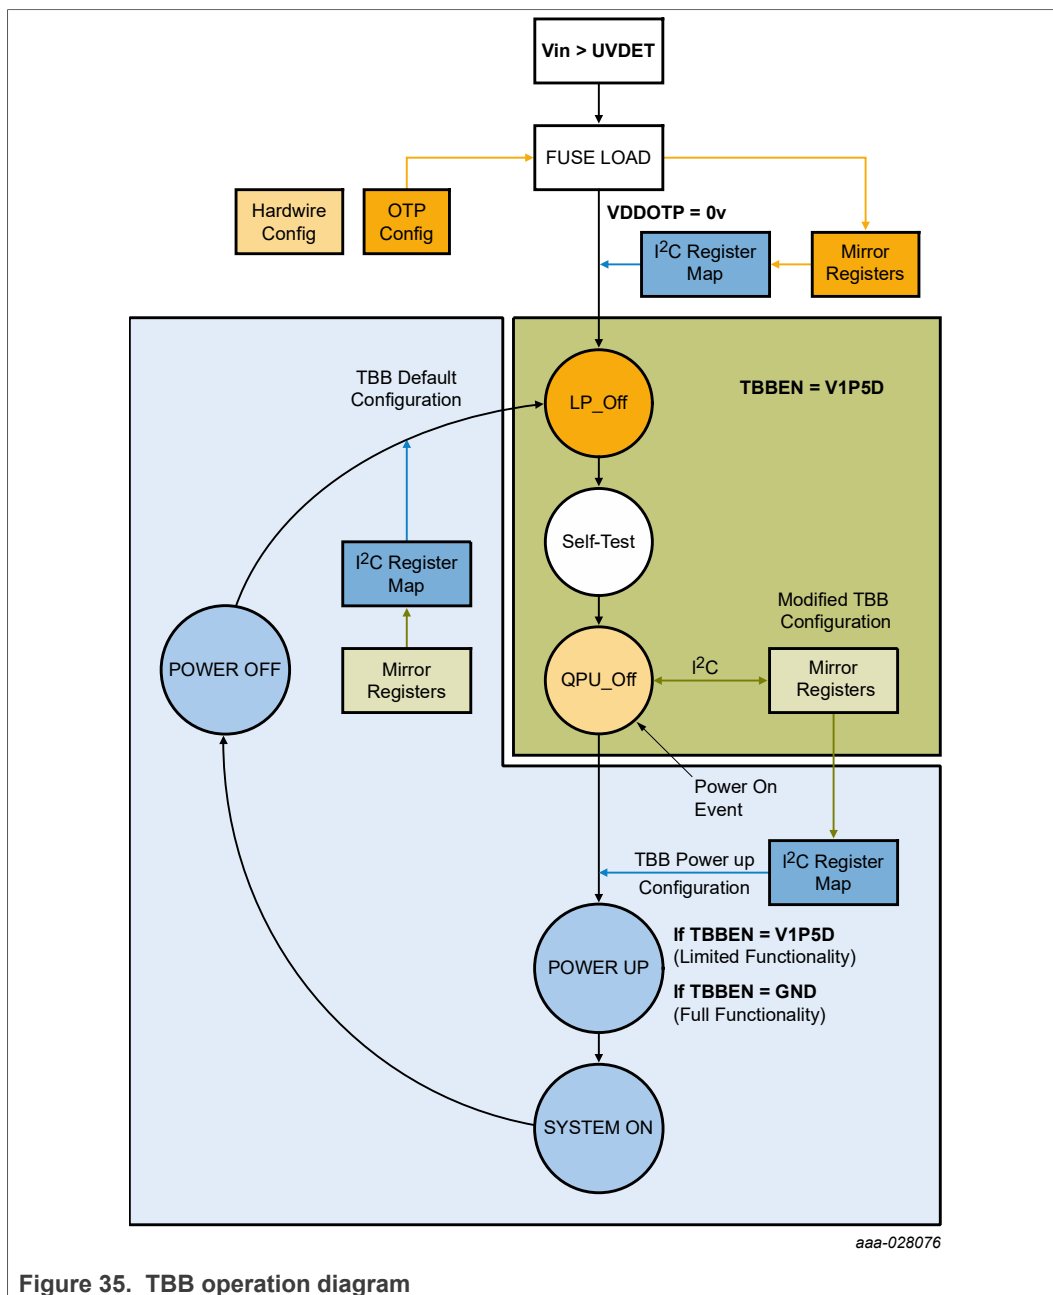 Vin > UVDET
FUSE LOAD
Hardwire
Config
OTP
Config
VDDOTP = 0v
I2C Register
Map
Mirror
Registers
TBB Default
Configuration
LP_Off
TBBEN = V1P5D
Self-Test
I2C Register
Map
Modified TBB
Configuration
POWER OFF
Mirror
Registers
QPU_Off
I2C
Mirror
Registers
Power On
Event
TBB Power up
Configuration
I2C Register
Map
POWER UP
If TBBEN = V1P5D
(Limited Functionality)
If TBBEN = GND
(Full Functionality)
SYSTEM ON
aaa-028076
Figure 35. TBB operation diagram